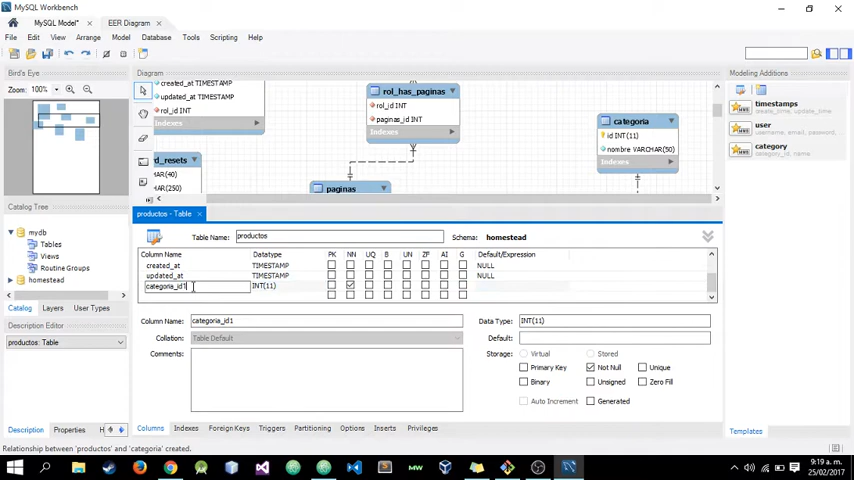 MySQL Workbench
MySQL Model*
EER Diagram
File Edit View Arrange Model Database Tools Scripting Help
Bird's Eye
Zoom: 100%
Diagram
Modeling Additions
created_at TIMESTAMP
updated_at TIMESTAMP
rol_id INT
Indexes
rol_has_paginas
rol_id INT
paginas_id INT
Indexes
categoria
id INT(11)
nombre VARCHAR(50)
Indexes
timestamps
create_time, update_time
user
username, email, password,
category
category_id, name
rd_resets
AR(40)
HAR(250)
paginas
Catalog Tree
mydb
Tables
Views
Routine Groups
homestead
Catalog Layers User Types
Description Editor
productos: Table
Description Properties H
productos - Table
Table Name: productos
Schema: homestead
Column Name Datatype PK NN UQ B UN ZF AI G Default/Expression
created_at TIMESTAMP NULL
updated_at TIMESTAMP NULL
categoria_id1 INT(11)
Column Name: categoria_id1
Data Type: INT(11)
Collation: Table Default
Default:
Comments:
Storage: Virtual Stored
Primary Key Not Null Unique
Binary Unsigned Zero Fill
Auto Increment Generated
Columns Indexes Foreign Keys Triggers Partitioning Options Inserts Privileges
Templates
Relationship between 'productos' and 'categoria' created.
9:19 a. m.
25/02/2017